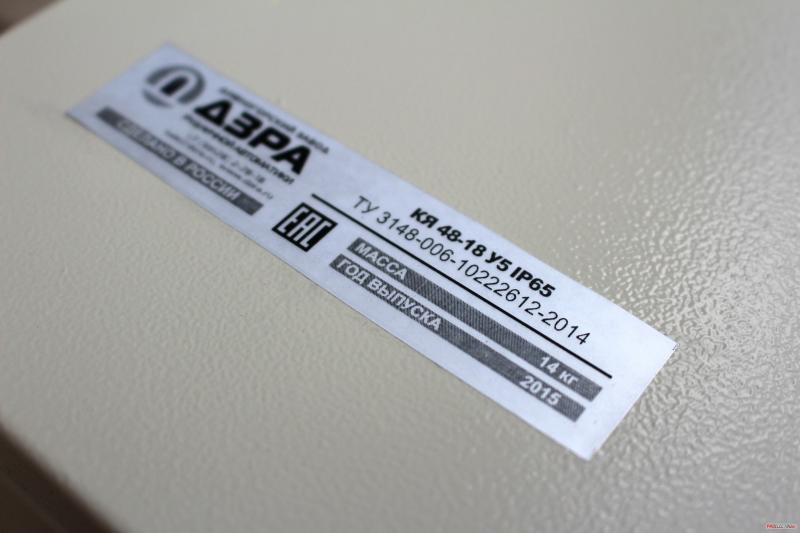 ДЗРА
СДЕЛАНО В РОССИИ
EAC
КЯ 48-18 У5 IP65
ТУ 3148-006-10222612-2014
МАССА 14 кг
ГОД ВЫПУСКА 2015